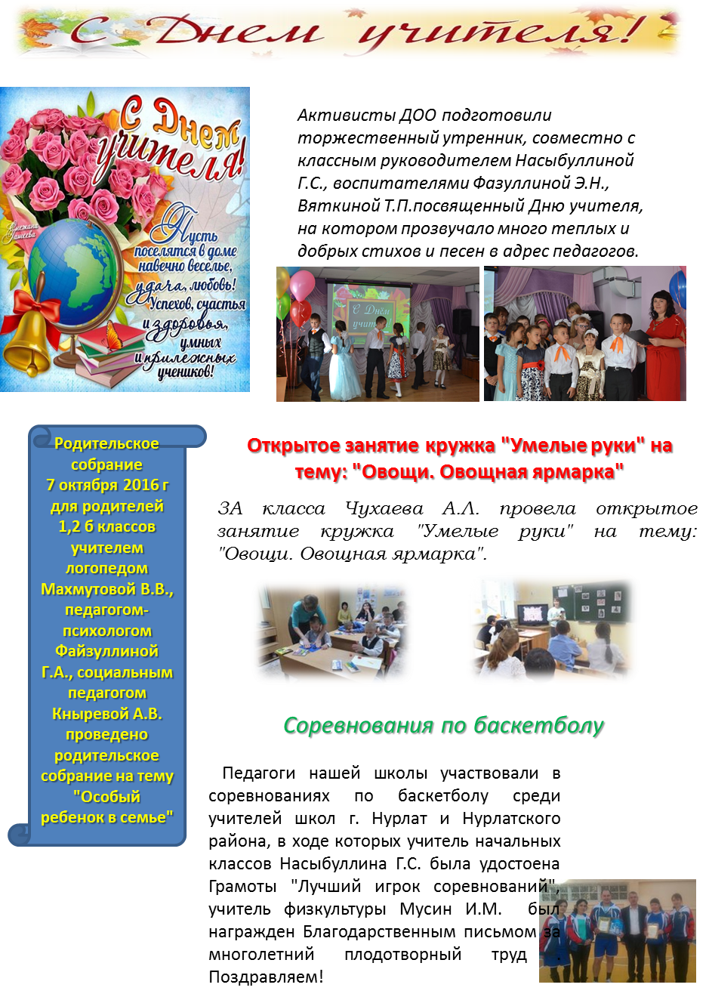 С Днем учителя!
С Днем
учителя!
Пусть
поселятся в доме
навечно веселье,
удача, любовь!
Успехов, счастья
и здоровья,
умных
и прилежных
учеников!
Активисты ДОО подготовили
торжественный утренник, совместно с
классным руководителем Насыбуллиной
Г.С., воспитателями Фазуллиной Э.Н.,
Вяткиной Т.П.посвященный Дню учителя,
на котором прозвучало много теплых и
добрых стихов и песен в адрес педагогов.
С Днём
Родительское
собрание
7 октября 2016 г
для родителей
1,2 б классов
учителем
логопедом
Махмутовой В.В.,
педагогом-
психологом
Файзуллиной
Г.А., социальным
педагогом
Кныревой А.В.
проведено
родительское
собрание на тему
"Особый
ребенок в семье"
Открытое занятие кружка "Умелые руки" на
тему: "Овощи. Овощная ярмарка"
3А класса Чухаева А.Л. провела открытое
занятие кружка "Умелые руки" на тему:
"Овощи. Овощная ярмарка".
Соревнования по баскетболу
Педагоги нашей школы участвовали в
соревнованиях по баскетболу среди
учителей школ г. Нурлат и Нурлатского
района, в ходе которых учитель начальных
классов Насыбуллина Г.С. была удостоена
Грамоты "Лучший игрок соревнований",
учитель физкультуры Мусин И.М. был
награжден Благодарственным письмом за
многолетний плодотворный труд .
Поздравляем!